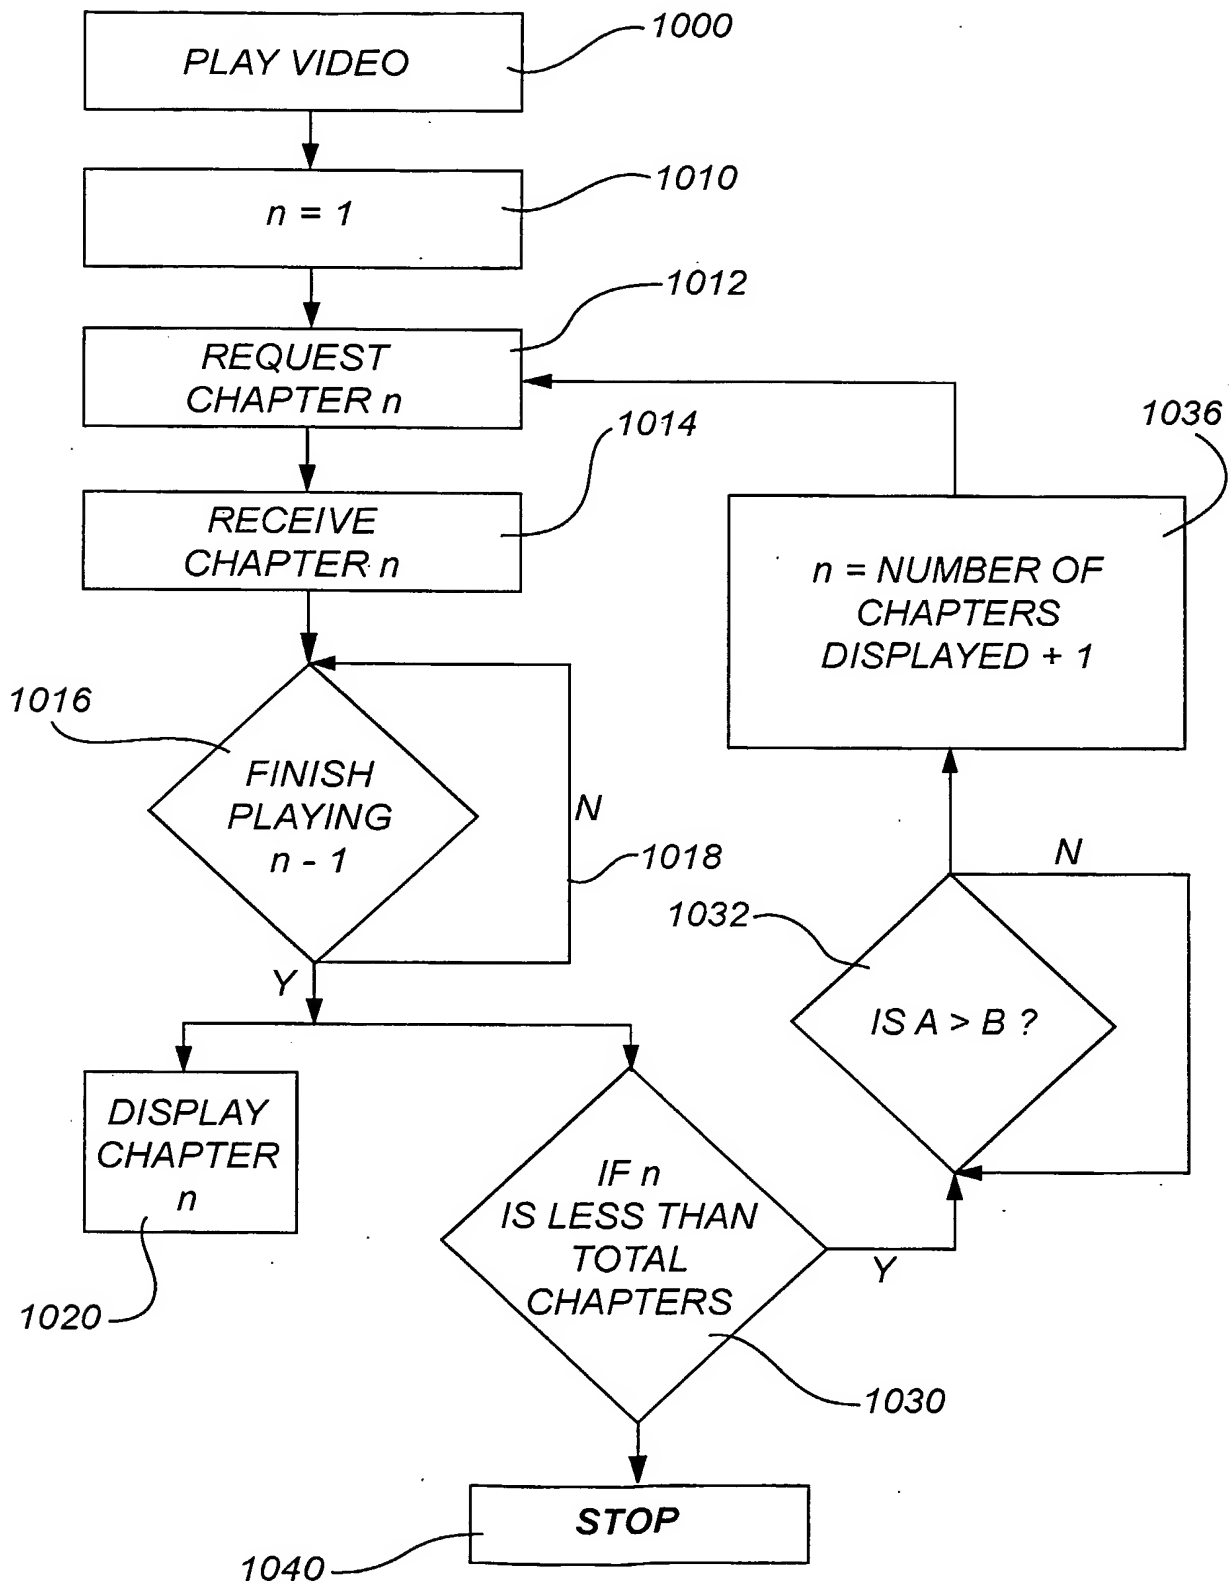 1000
PLAY VIDEO
1010
n = 1
1012
REQUEST
CHAPTER n
1014
RECEIVE
CHAPTER n
1036
n = NUMBER OF
CHAPTERS
DISPLAYED + 1
1016
FINISH
PLAYING
n - 1
N
1018
Y
N
1032
IS A > B ?
DISPLAY
CHAPTER
n
1020
IF n
IS LESS THAN
TOTAL
CHAPTERS
Y
1030
STOP
1040